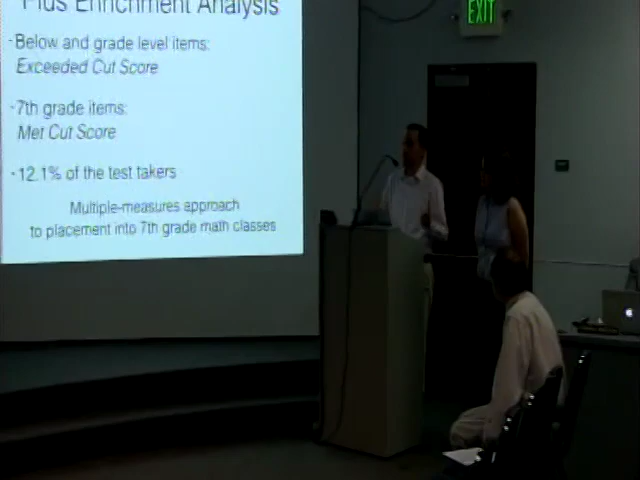 Plus Enrichment Analysis
-Below and grade level items:
Exceeded Cut Score
-7th grade items:
Met Cut Score
-12.1% of the test takers
Multiple-measures approach
to placement into 7th grade math classes
EXIT